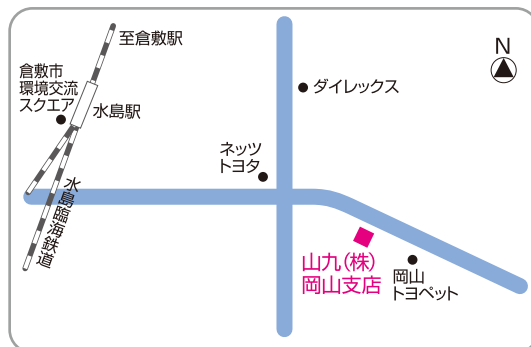 至倉敷駅
倉敷市
環境交流
スクエア
水島駅
水島臨海鉄道
N
ダイレックス
ネッツ
トヨタ
山九(株)
岡山支店
岡山
トヨペット